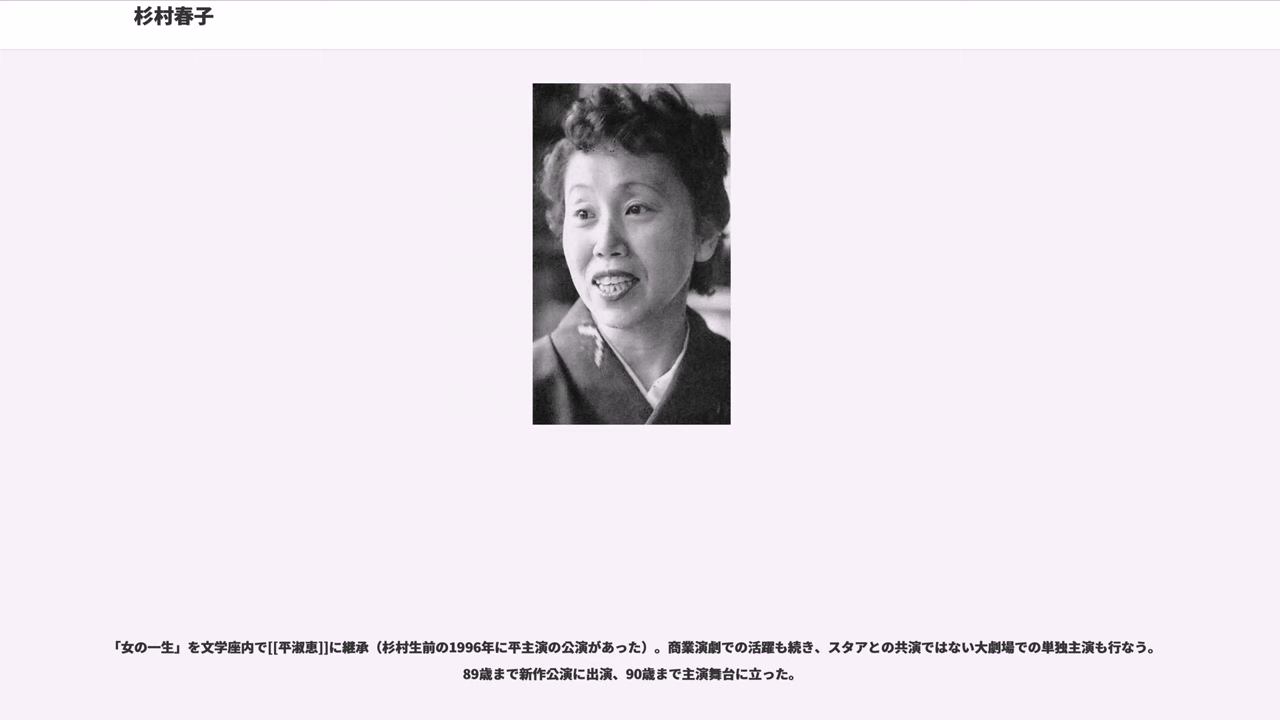 杉村春子
「女の一生」を文学座内で[[平淑恵]]に継承（杉村生前の1996年に平主演の公演があった）。商業演劇での活躍も続き、スタアとの共演ではない大劇場での単独主演も行なう。
89歳まで新作公演に出演、90歳まで主演舞台に立った。